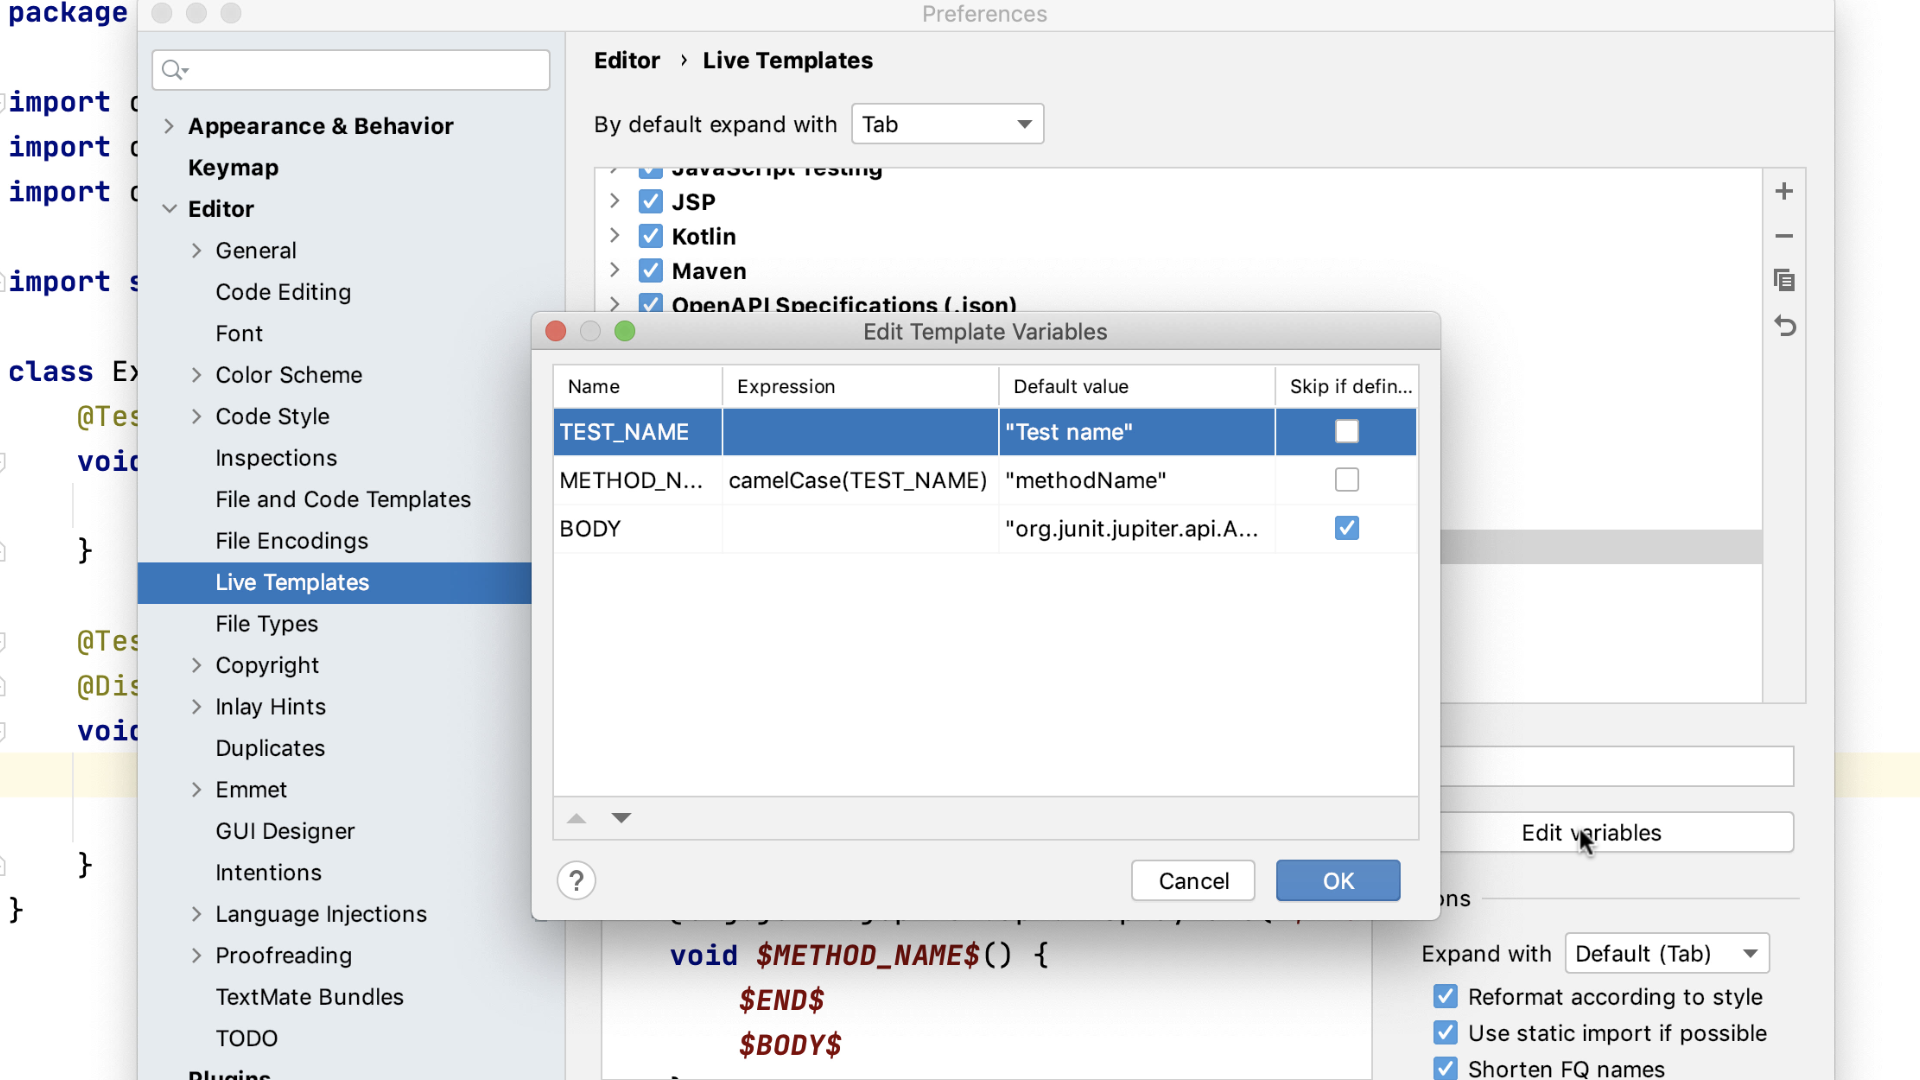 package
Preferences
Editor › Live Templates
import
import
import
import s
class Ex
@Tes
void
}
@Tes
@Dis
void
}
}
Appearance & Behavior
Keymap
Editor
General
Code Editing
Font
Color Scheme
Code Style
Inspections
File and Code Templates
File Encodings
Live Templates
File Types
Copyright
Inlay Hints
Duplicates
Emmet
GUI Designer
Intentions
Language Injections
Proofreading
TextMate Bundles
TODO
Plugins
By default expand with Tab
JavaScript Testing
JSP
Kotlin
Maven
OpenAPI Specifications (.json)
Edit Template Variables
Name Expression Default value Skip if defin...
TEST_NAME "Test name"
METHOD_N... camelCase(TEST_NAME) "methodName"
BODY "org.junit.jupiter.api.A...
? Cancel OK
Edit variables
ons
void $METHOD_NAME$() {
$END$
$BODY$
Expand with Default (Tab)
Reformat according to style
Use static import if possible
Shorten FQ names